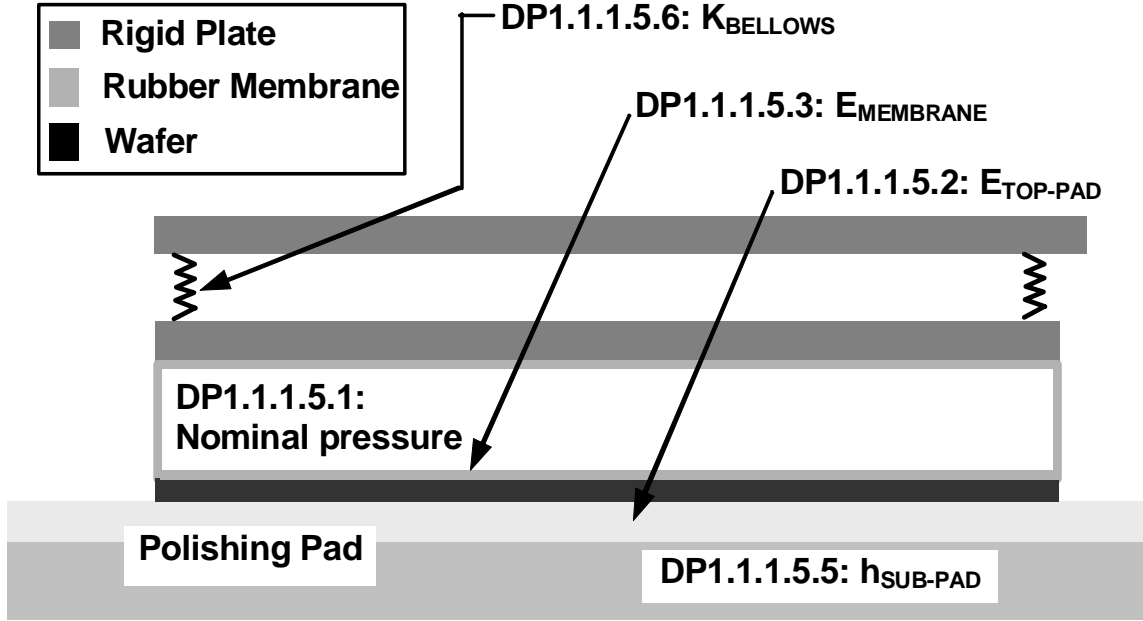 Rigid Plate
Rubber Membrane
Wafer
DP1.1.1.5.6: KBELLOWS
DP1.1.1.5.3: EMEMBRANE
DP1.1.1.5.2: ETOP-PAD
DP1.1.1.5.1:
Nominal pressure
Polishing Pad
DP1.1.1.5.5: hSUB-PAD